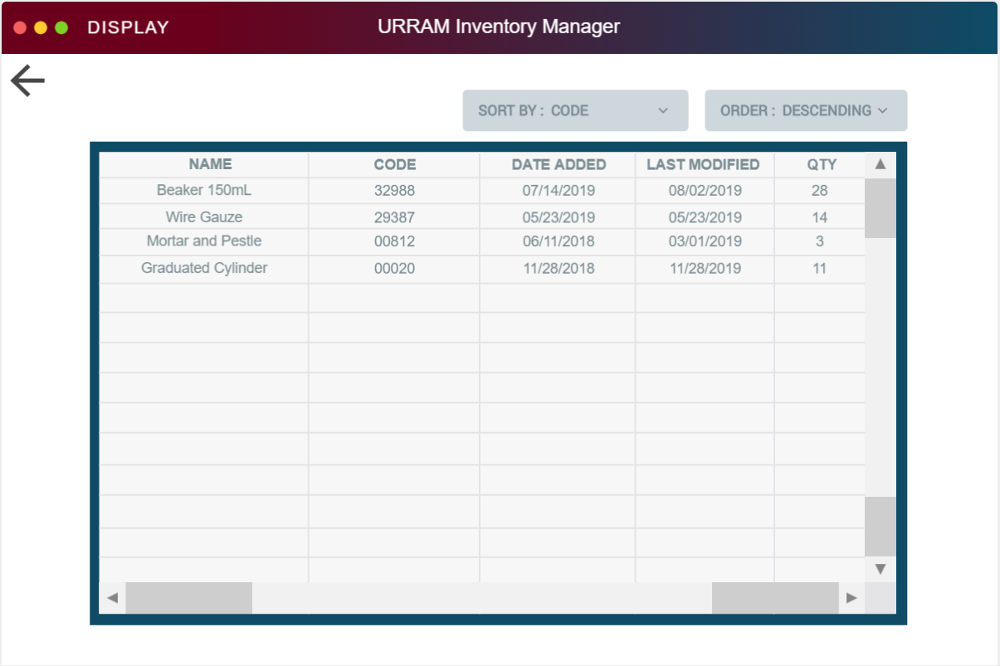 DISPLAY URRAM Inventory Manager
SORT BY : CODE ORDER : DESCENDING
NAME CODE DATE ADDED LAST MODIFIED QTY
Beaker 150mL 32988 07/14/2019 08/02/2019 28
Wire Gauze 29387 05/23/2019 05/23/2019 14
Mortar and Pestle 00812 06/11/2018 03/01/2019 3
Graduated Cylinder 00020 11/28/2018 11/28/2019 11